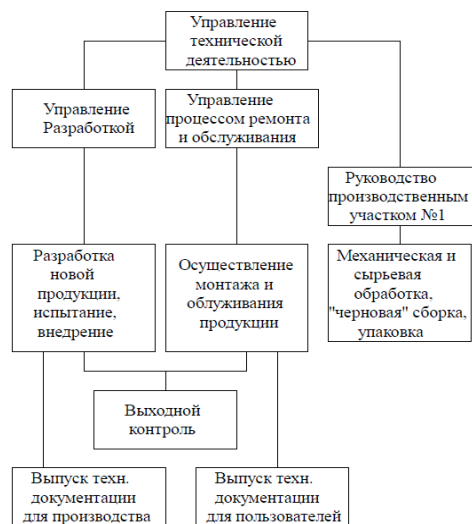 Управление
технической
деятельностью
Управление
Разработкой
Управление
процессом ремонта
и обслуживания
Руководство
производственным
участком №1
Разработка
новой
продукции,
испытание,
внедрение
Осуществление
монтажа и
облуживания
продукции
Механическая и
сырьевая
обработка,
"черновая" сборка,
упаковка
Выходной
контроль
Выпуск техн.
документации
для производства
Выпуск техн.
документации
для пользователей